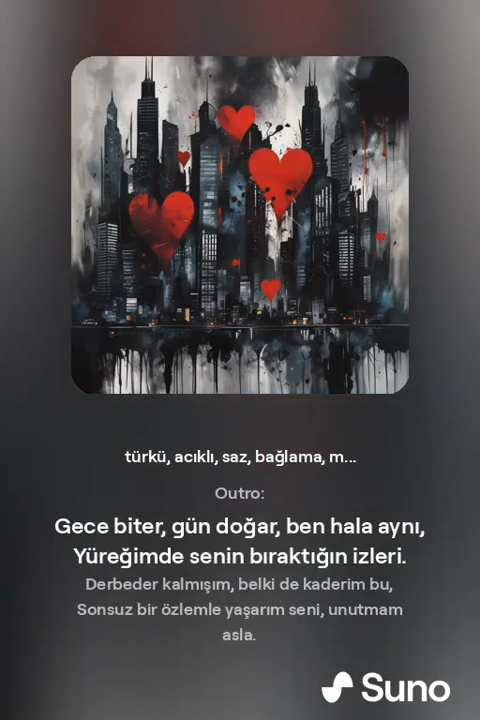 türkü, acıklı, saz, bağlama, m...
Outro:
Gece biter, gün doğar, ben hala aynı,
Yüreğimde senin bıraktığın izleri.
Derbeder kalmışım, belki de kaderim bu,
Sonsuz bir özlemle yaşarım seni, unutmam
asla.
Suno